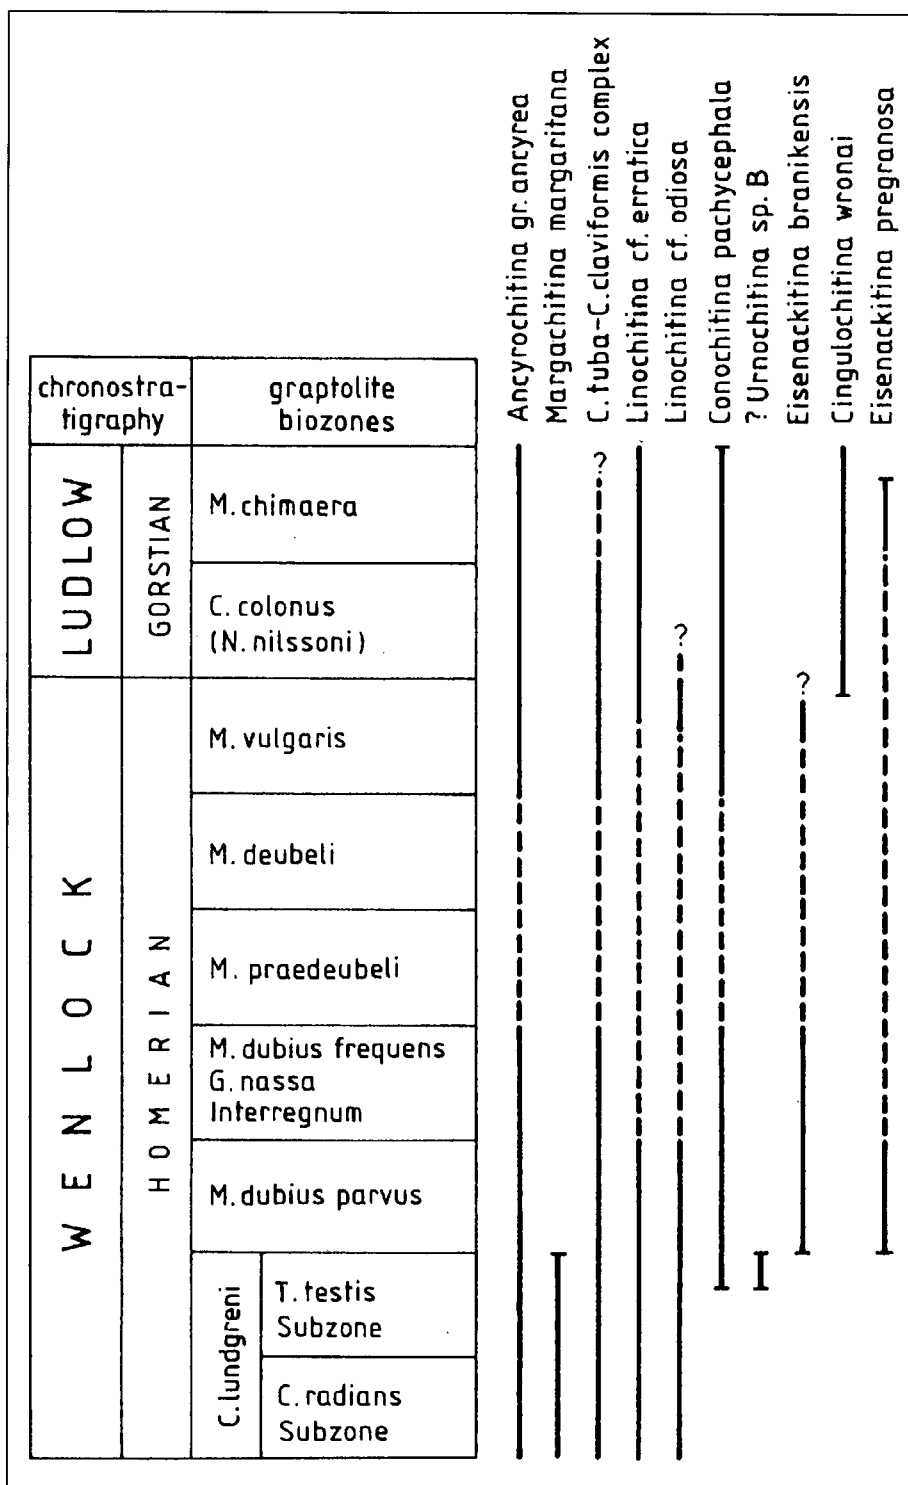 Ancyrochitina gr. ancyrea
Margachitina margaritana
C. tuba-C. claviformis complex
Linochitina cf. erratica
Linochitina cf. odiosa
Conochitina pachycephala
? Urnochitina sp. B
Eisenackitina branikensis
Cingulochitina wronai
Eisenackitina pregranosa
chronostra-
tigraphy
graptolite
biozones
LUDLOW
GORSTIAN
M. chimaera
C. colonus
(N. nilssoni)
WENLOCK
HOMERIAN
M. vulgaris
M. deubeli
M. praedeubeli
M. dubius frequens
G. nassa
Interregnum
M. dubius parvus
C. lundgreni
T. testis
Subzone
C. radians
Subzone
?
?
?